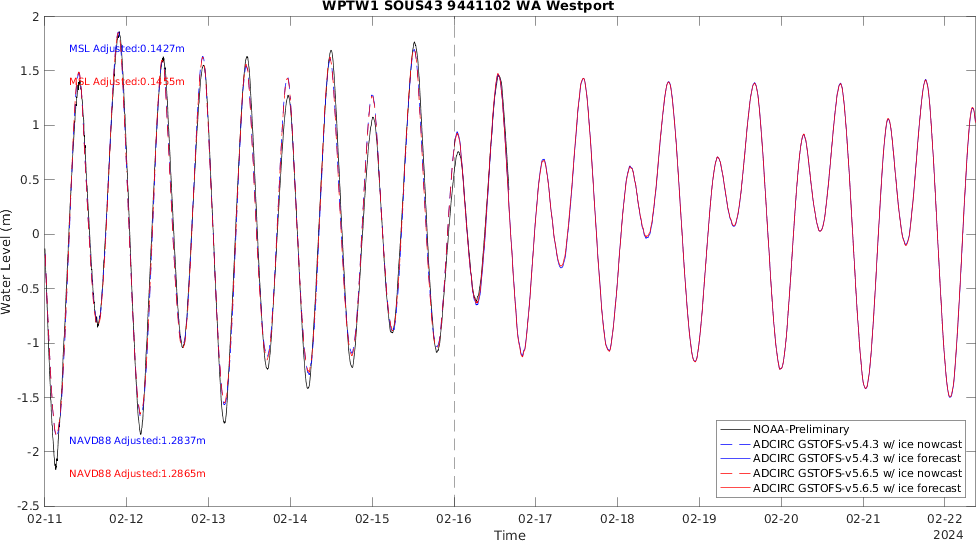 WPTW1 SOUS43 9441102 WA Westport
2
1.5
1
0.5
0
-0.5
-1
-1.5
-2
-2.5
Water Level (m)
MSL Adjusted:0.1427m
MSL Adjusted:0.1455m
NAVD88 Adjusted:1.2837m
NAVD88 Adjusted:1.2865m
NOAA-Preliminary
ADCIRC GSTOFS-v5.4.3 w/ ice nowcast
ADCIRC GSTOFS-v5.4.3 w/ ice forecast
ADCIRC GSTOFS-v5.6.5 w/ ice nowcast
ADCIRC GSTOFS-v5.6.5 w/ ice forecast
02-11 02-12 02-13 02-14 02-15 02-16 02-17 02-18 02-19 02-20 02-21 02-22
Time
2024